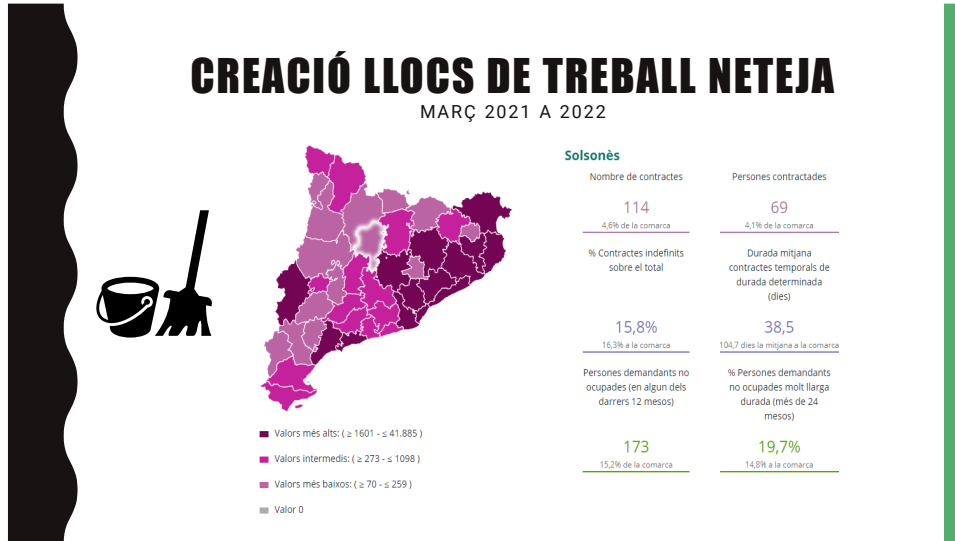 CREACIÓ LLOCS DE TREBALL NETEJA
MARÇ 2021 A 2022
Solsonès
Nombre de contractes
114
4,6% de la comarca
Persones contractades
69
4,1% de la comarca
% Contractes indefinits
sobre el total
15,8%
16,3% a la comarca
Durada mitjana
contractes temporals de
durada determinada
(dies)
38,5
104,7 dies la mitjana a la comarca
Persones demandants no
ocupades (en algun dels
darrers 12 mesos)
173
15,2% de la comarca
% Persones demandants
no ocupades molt llarga
durada (més de 24
mesos)
19,7%
14,8% a la comarca
Valors més alts: ( ≥ 1601 - ≤ 41.885 )
Valors intermedis: ( ≥ 273 - ≤ 1098 )
Valors més baixos: ( ≥ 70 - ≤ 259 )
Valor 0